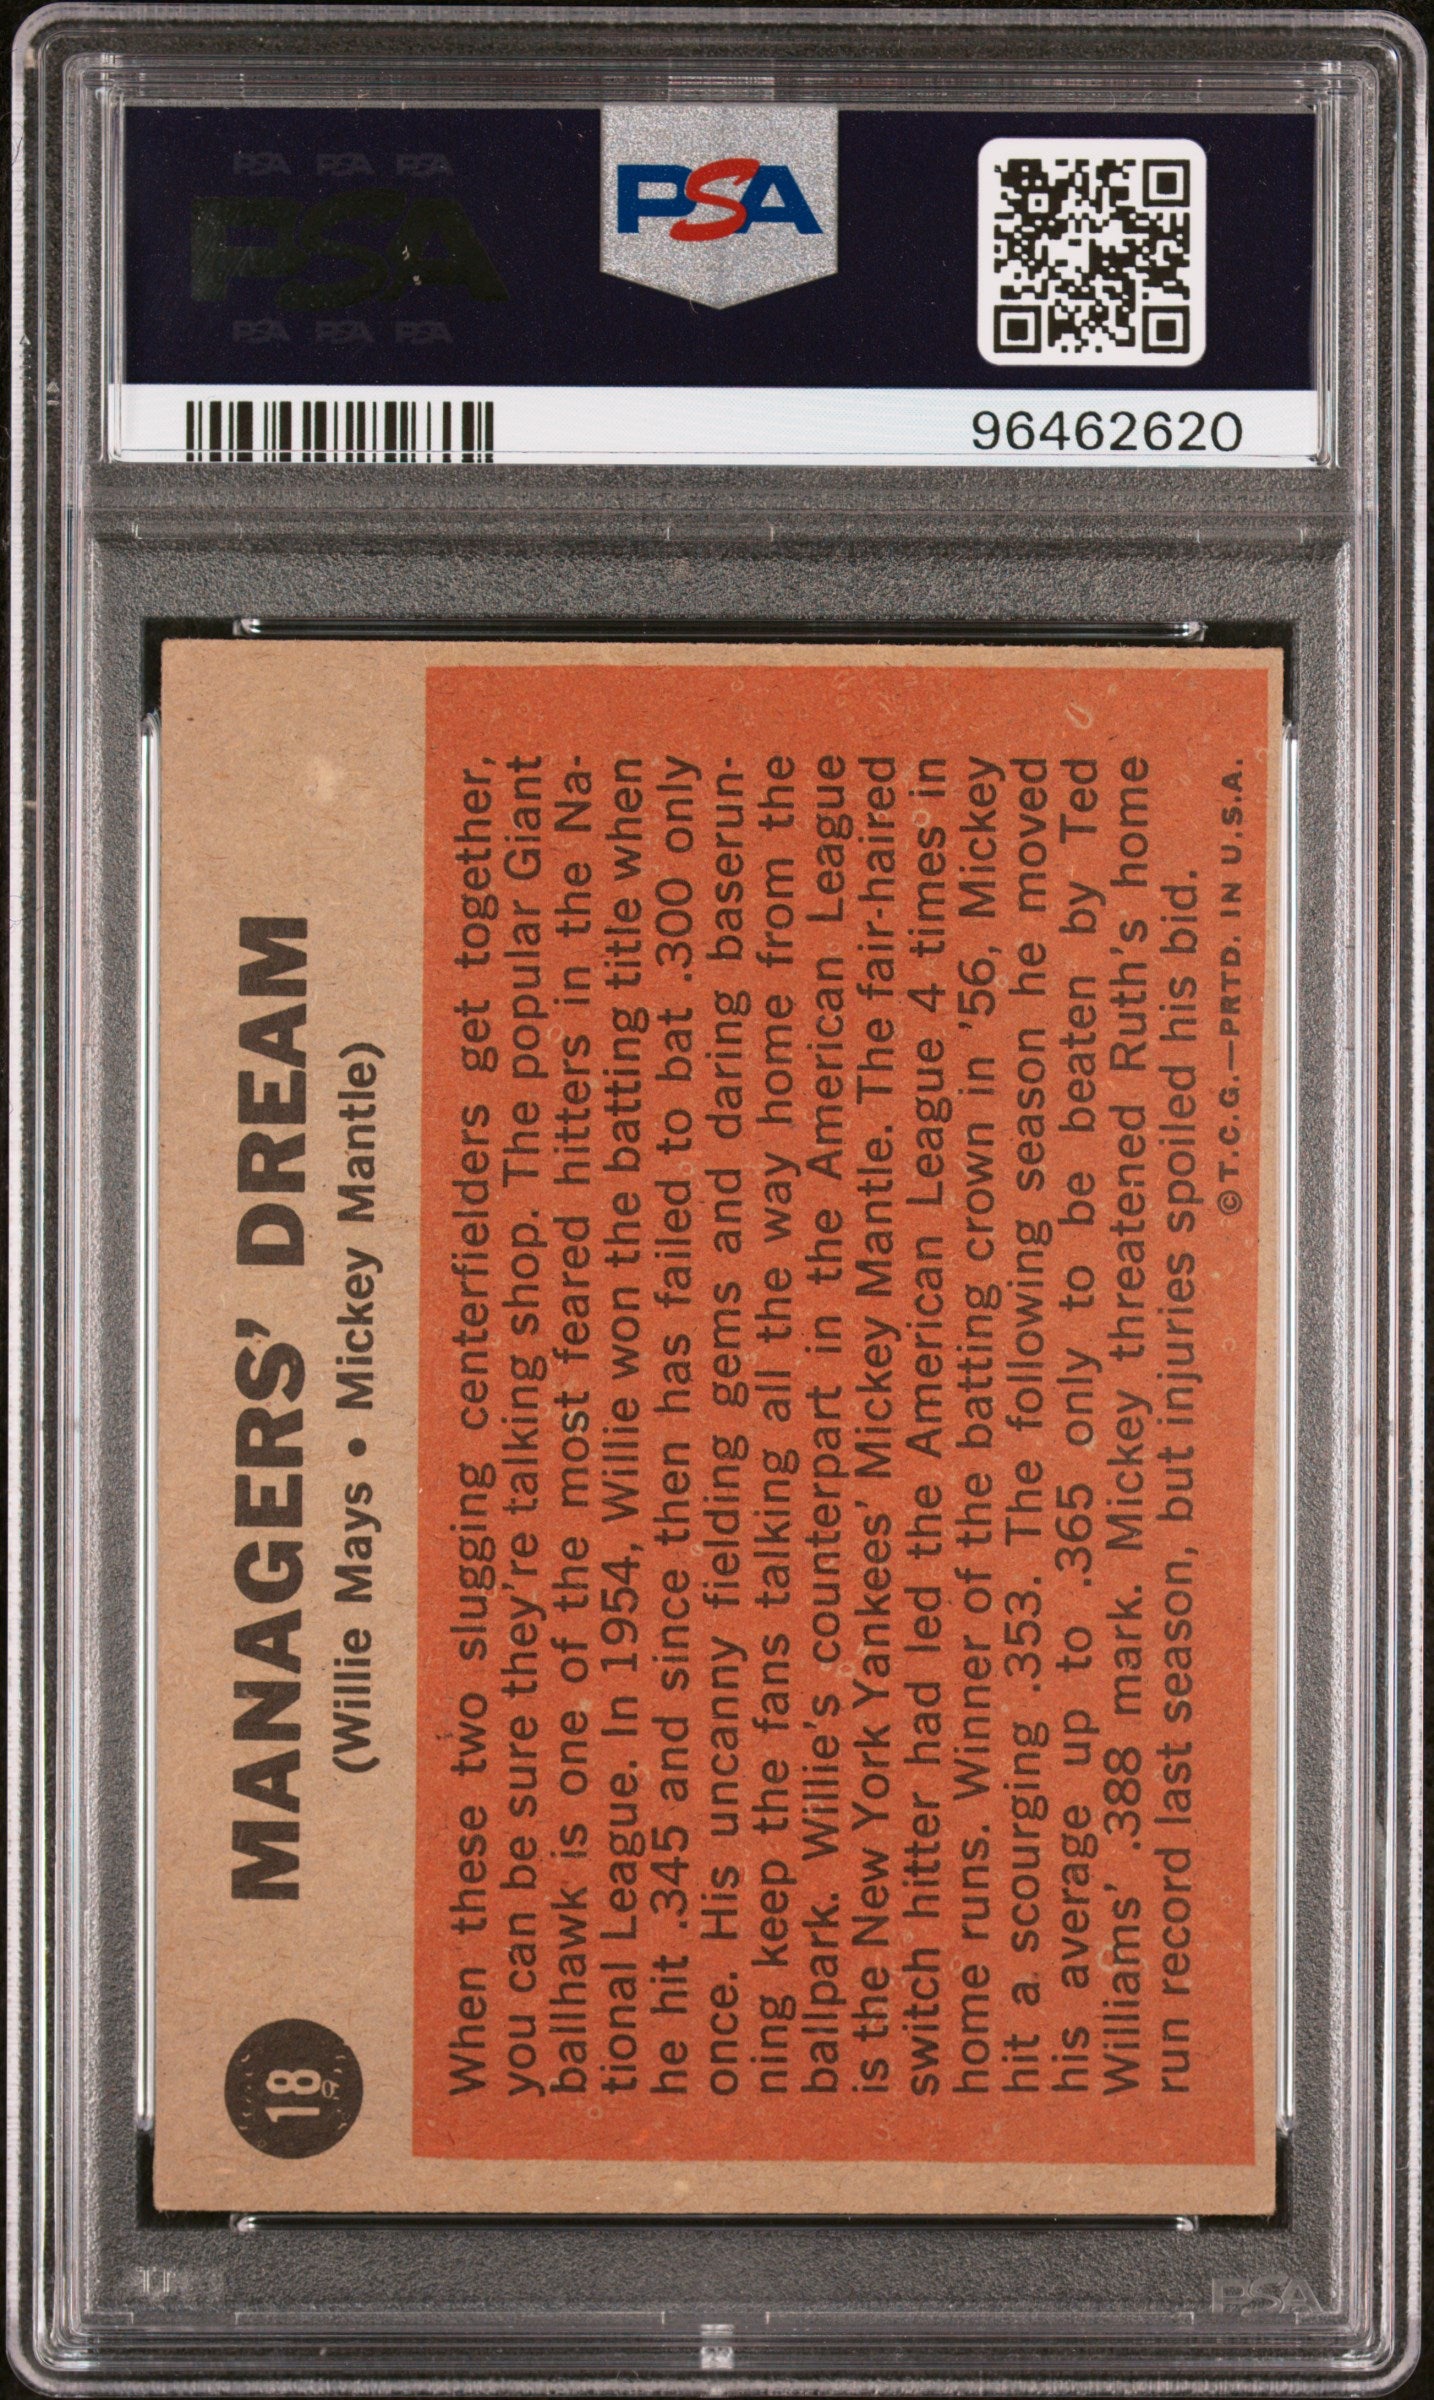 PSA PSA PSA
PSA
PSA PSA PSA
PSA
96462620
18
MANAGERS' DREAM
(Willie Mays • Mickey Mantle)
When these two slugging centerfielders get together,
you can be sure they're talking shop. The popular Giant
ballhawk is one of the most feared hitters in the Na-
tional League. In 1954, Willie won the batting title when
he hit .345 and since then has failed to bat .300 only
once. His uncanny fielding gems and daring baserun-
ning keep the fans talking all the way home from the
ballpark. Willie's counterpart in the American League
is the New York Yankees' Mickey Mantle. The fair-haired
switch hitter had led the American League 4 times in
home runs. Winner of the batting crown in '56, Mickey
hit a scourging .353. The following season he moved
his average up to .365 only to be beaten by Ted
Williams' .388 mark. Mickey threatened Ruth's home
run record last season, but injuries spoiled his bid.
©T.C.G.—PRTD. IN U.S.A.
PSA